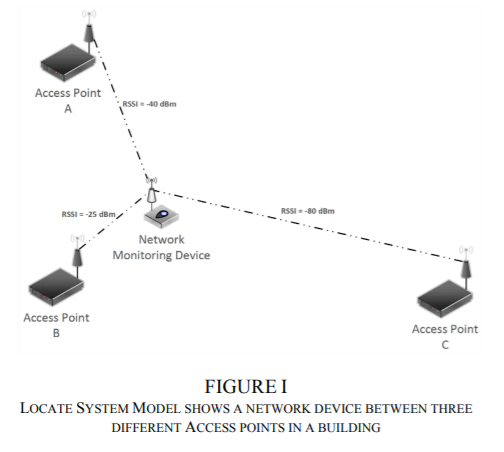 Access Point
A
RSSI = -40 dBm
RSSI = -25 dBm
RSSI = -80 dBm
Network
Monitoring Device
Access Point
B
Access Point
C
FIGURE I
LOCATE SYSTEM MODEL SHOWS A NETWORK DEVICE BETWEEN THREE
DIFFERENT ACCESS POINTS IN A BUILDING